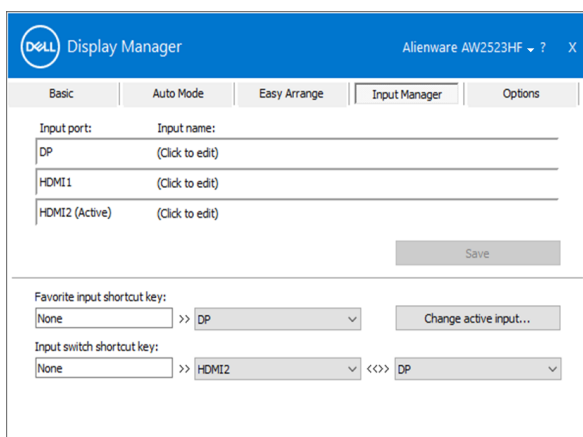 DELL Display Manager Alienware AW2523HF ? X
Basic Auto Mode Easy Arrange Input Manager Options
Input port: Input name:
DP (Click to edit)
HDMI1 (Click to edit)
HDMI2 (Active) (Click to edit)
Save
Favorite input shortcut key:
None >> DP Change active input...
Input switch shortcut key:
None >> HDMI2 <<>> DP